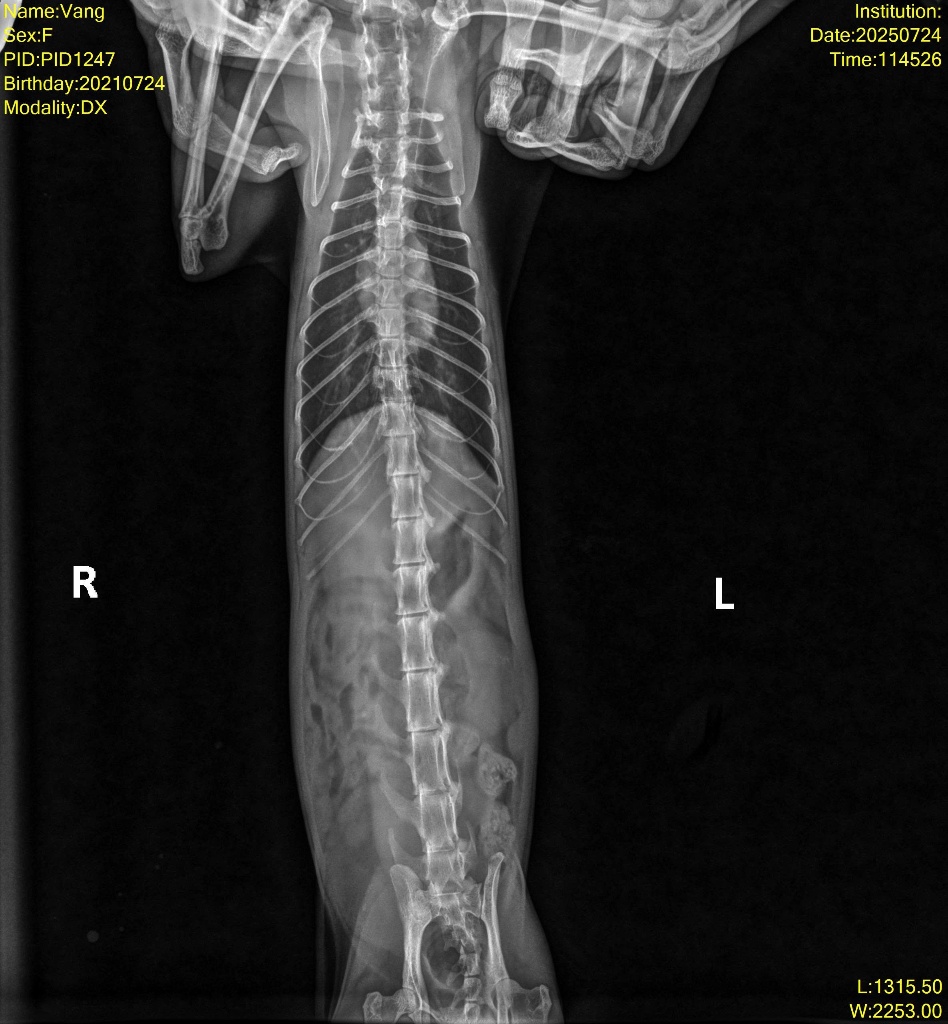 Name:Vang
Sex:F
PID:PID1247
Birthday:20210724
Modality:DX
Institution:
Date:20250724
Time:114526
R
L
L:1315.50
W:2253.00